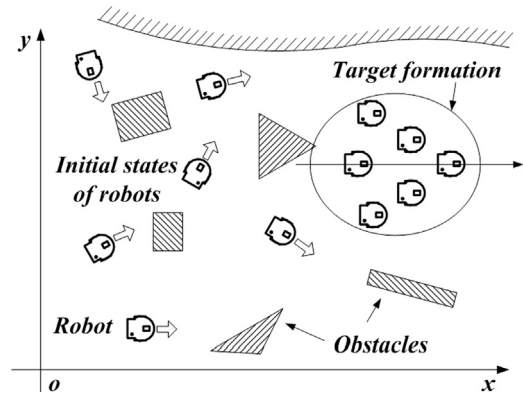 y
Target formation
Initial states
of robots
Robot
Obstacles
o
x